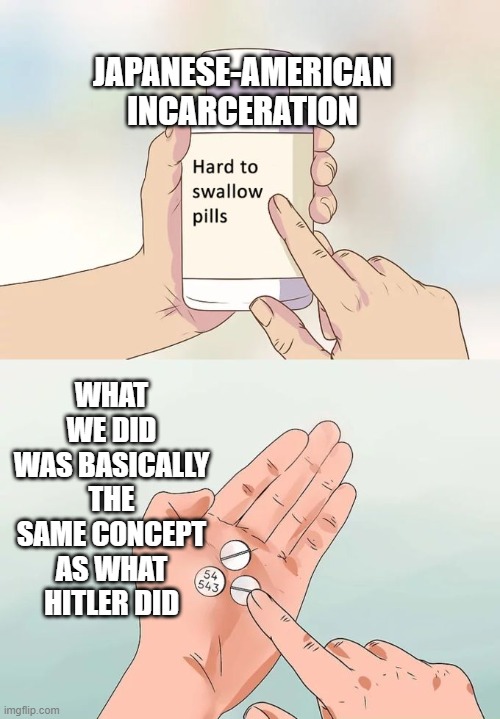 JAPANESE-AMERICAN
INCARCERATION
Hard to
swallow
pills
WHAT
WE DID
WAS BASICALLY
THE
SAME CONCEPT
AS WHAT
HITLER DID
54
543
imgflip.com